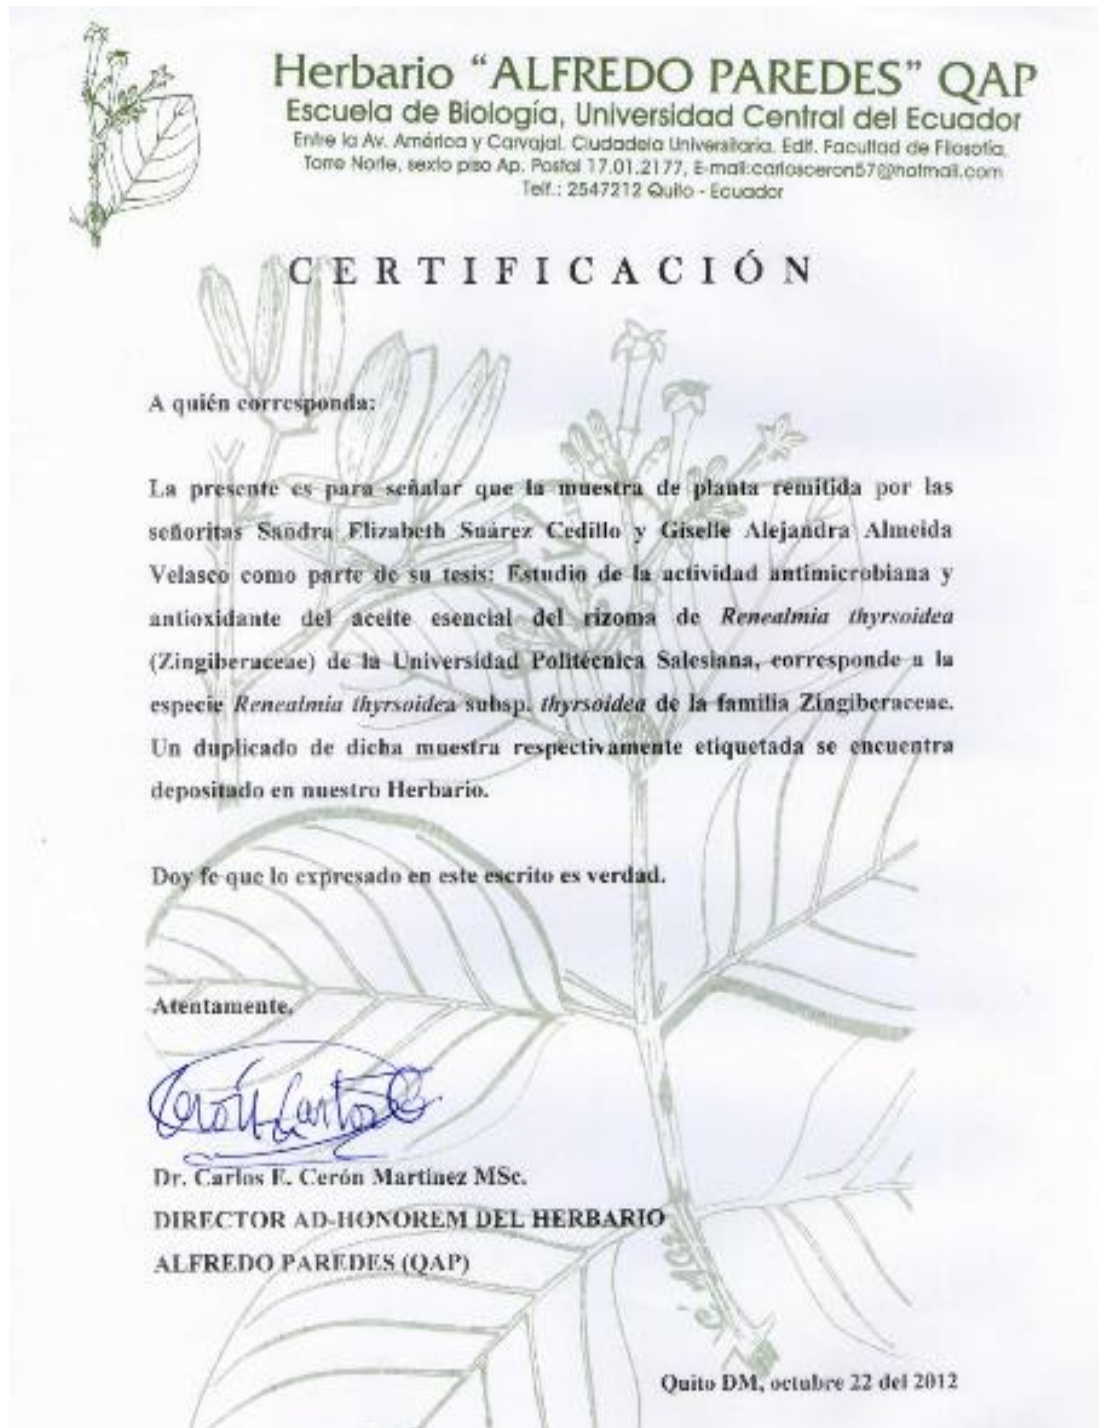 Herbario “ALFREDO PAREDES” QAP
Escuela de Biología, Universidad Central del Ecuador
Entre la Av. América y Carvajal. Ciudadela Universitaria. Edif. Facultad de Filosofía.
Torre Norte, sexto piso Ap. Postal 17.01.2177, E-mail:carlosceron57@hotmail.com
Telf.: 2547212 Quito - Ecuador
CERTIFICACIÓN
A quién corresponda:
La presente es para señalar que la muestra de planta remitida por las
señoritas Sandra Elizabeth Suárez Cedillo y Giselle Alejandra Almeida
Velasco como parte de su tesis: Estudio de la actividad antimicrobiana y
antioxidante del aceite esencial del rizoma de Renealmia thyrsoidea
(Zingiberaceae) de la Universidad Politécnica Salesiana, corresponde a la
especie Renealmia thyrsoidea subsp. thyrsoidea de la familia Zingiberaceae.
Un duplicado de dicha muestra respectivamente etiquetada se encuentra
depositado en nuestro Herbario.
Doy fe que lo expresado en este escrito es verdad.
Atentamente,
Cerón Carlos E
Dr. Carlos E. Cerón Martínez MSc.
DIRECTOR AD-HONOREM DEL HERBARIO
ALFREDO PAREDES (QAP)
Quito DM, octubre 22 del 2012